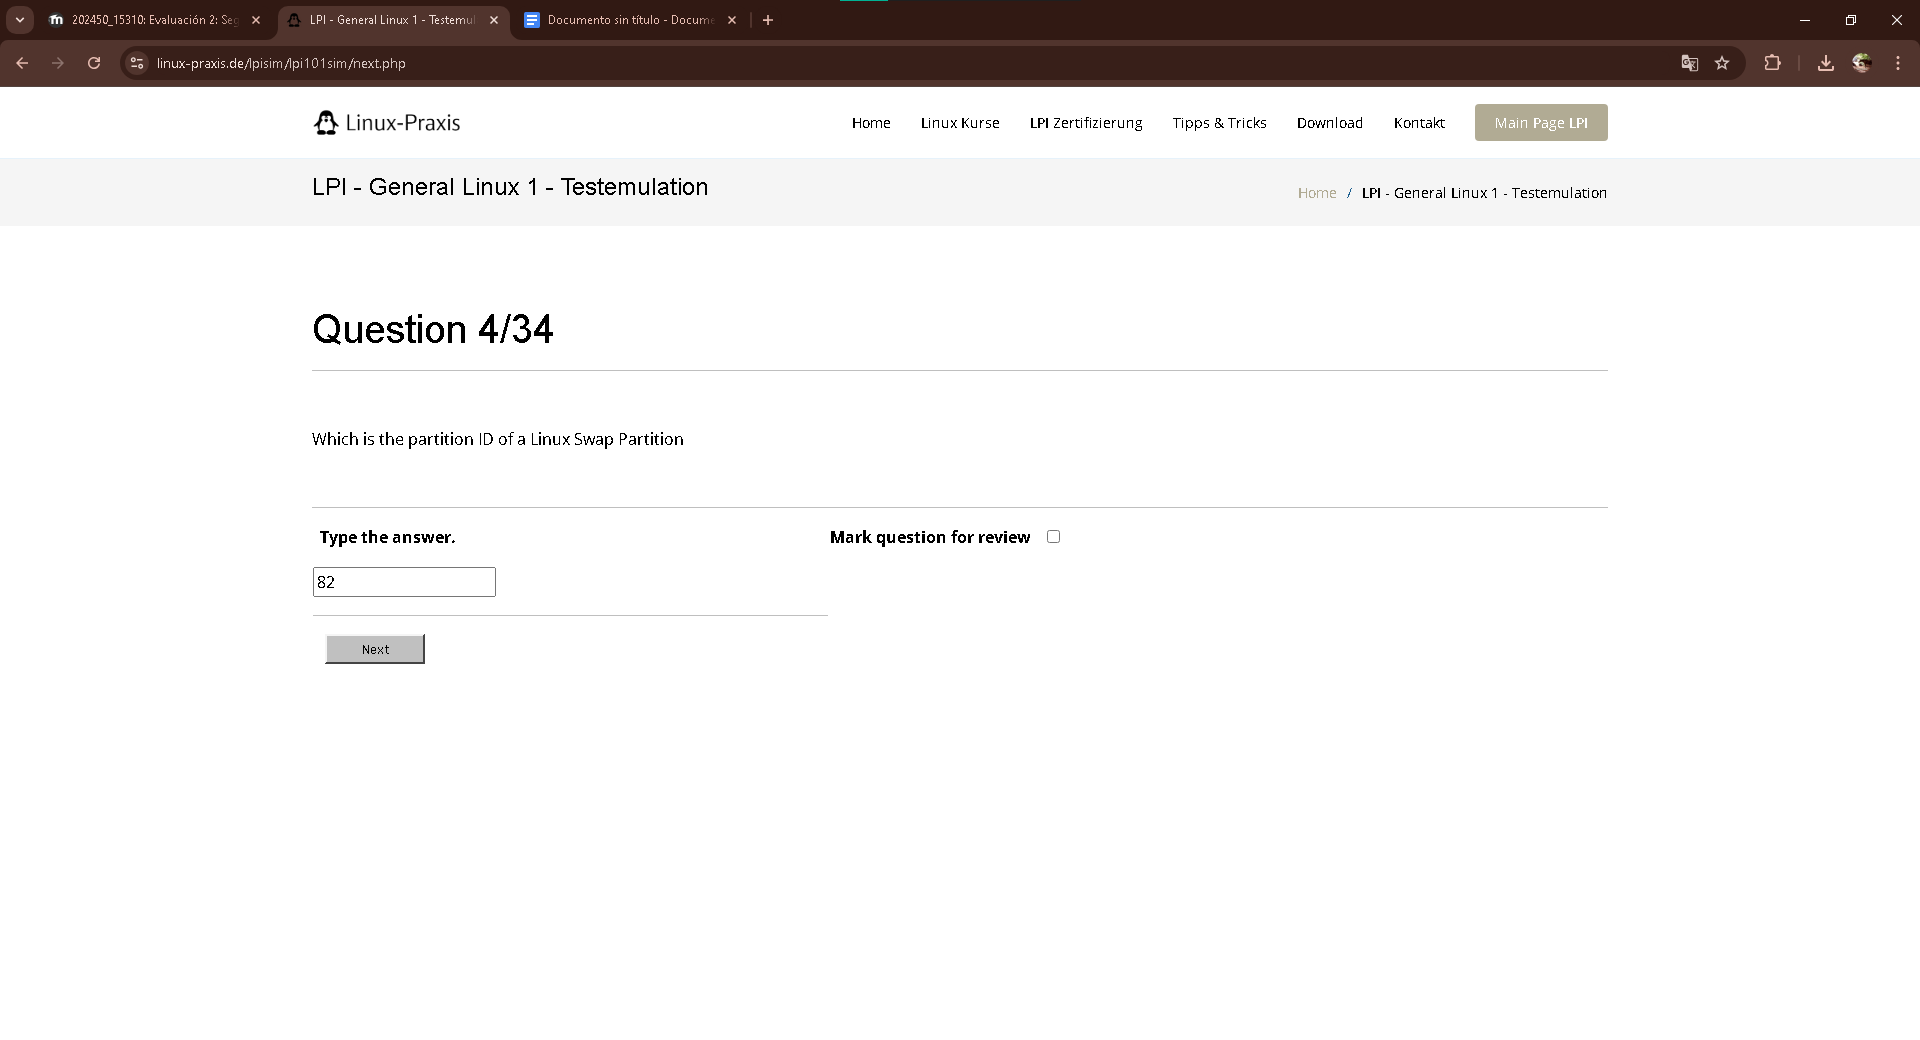 202450_15310: Evaluación 2: Seg
LPI - General Linux 1 - Testemul
Documento sin título - Docume
linux-praxis.de/lpisim/lpi101sim/next.php
Linux-Praxis
Home
Linux Kurse
LPI Zertifizierung
Tipps & Tricks
Download
Kontakt
Main Page LPI
LPI - General Linux 1 - Testemulation
Home / LPI - General Linux 1 - Testemulation
Question 4/34
Which is the partition ID of a Linux Swap Partition
Type the answer.
Mark question for review
82
Next